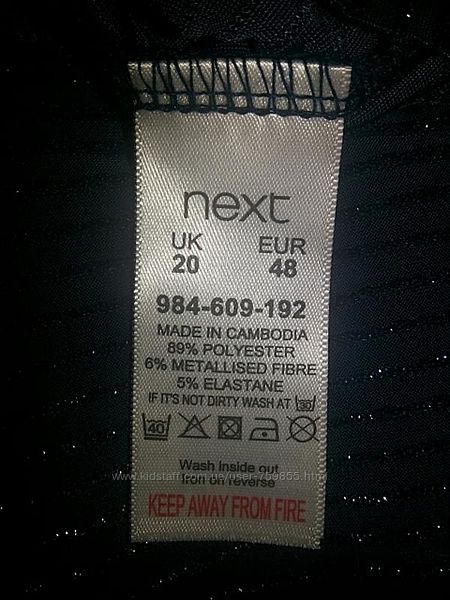 next
UK EUR
20 48
984-609-192
MADE IN CAMBODIA
89% POLYESTER
6% METALLISED FIBRE
5% ELASTANE
IF IT'S NOT DIRTY WASH AT 30
40
Wash inside out
Iron on reverse
KEEP AWAY FROM FIRE